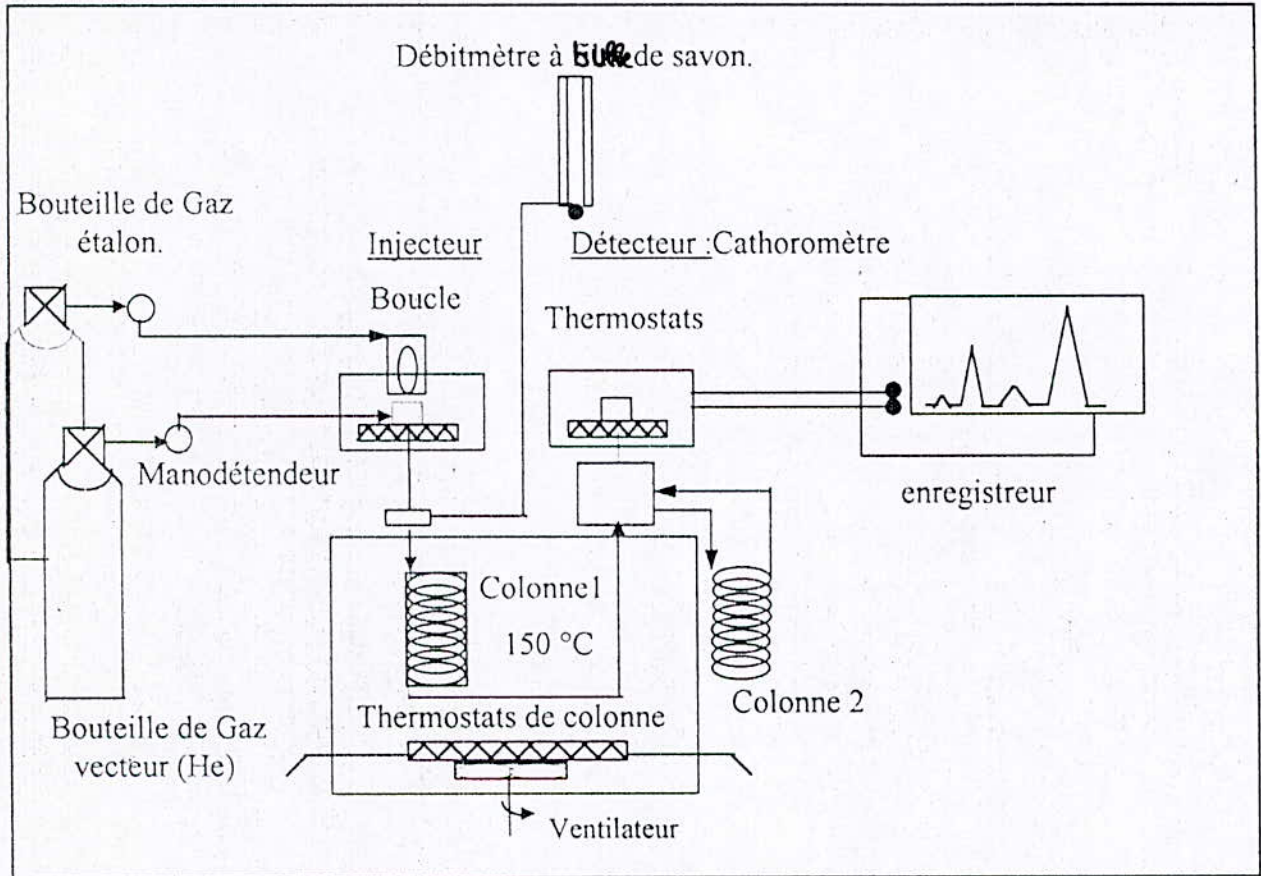 Débitmètre à bulle de savon.
Bouteille de Gaz
étalon.
Injecteur
Boucle
Détecteur :Cathoromètre
Thermostats
Manodétendeur
enregistreur
Colonne1
150 °C
Colonne 2
Thermostats de colonne
Bouteille de Gaz
vecteur (He)
Ventilateur